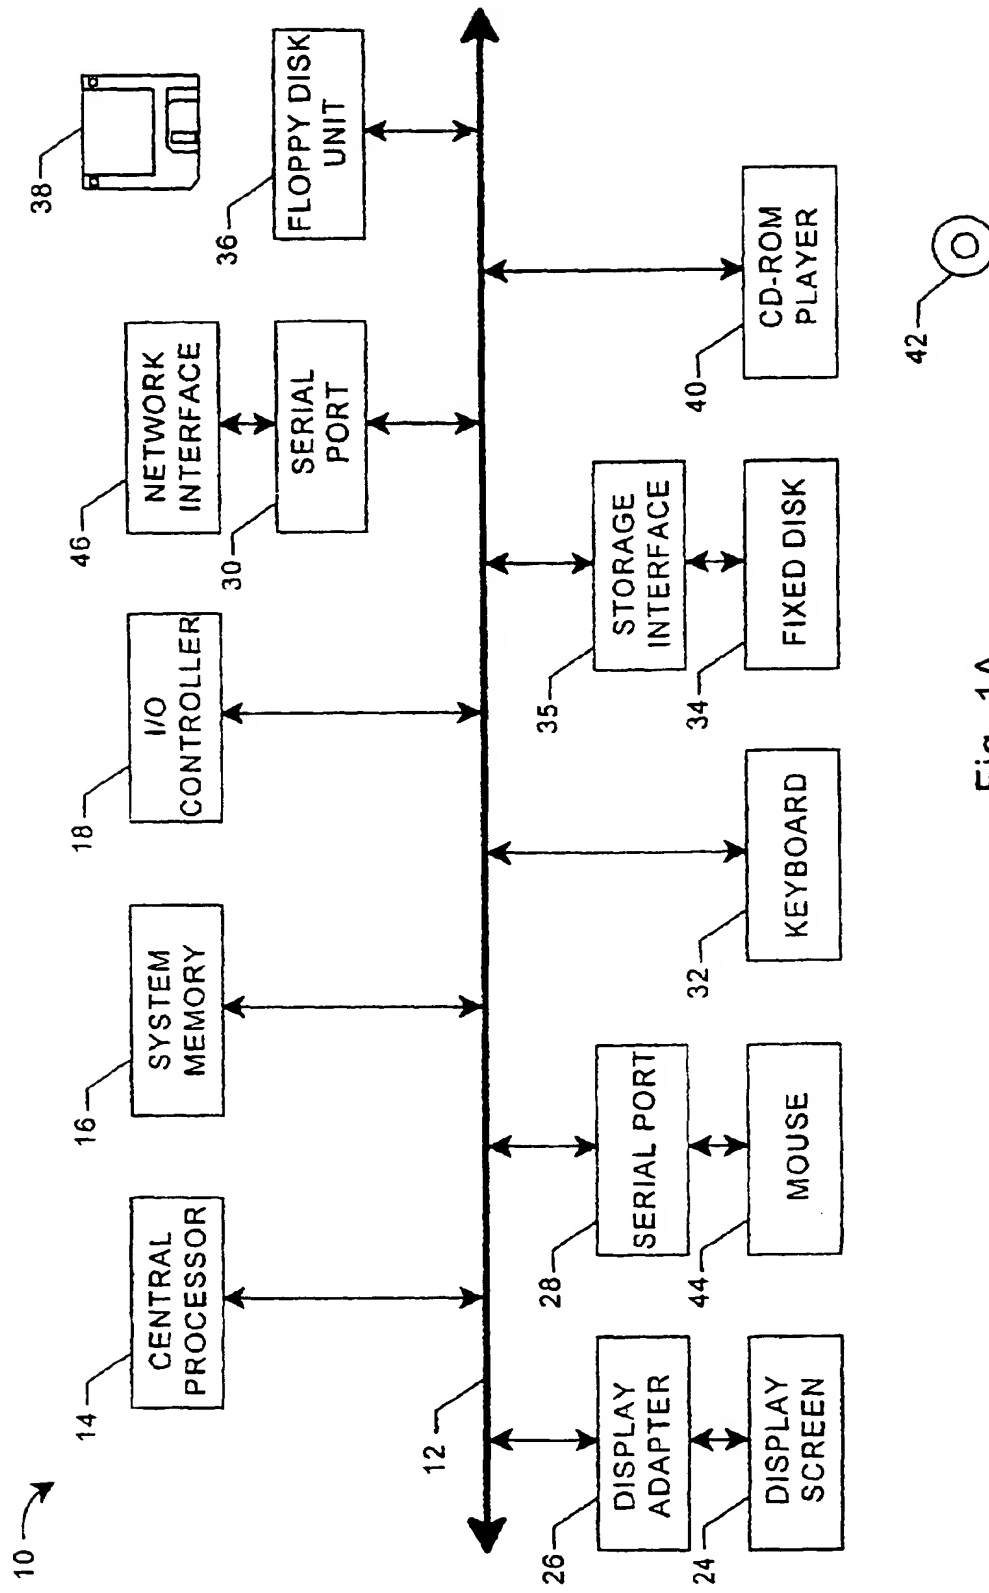 10
14
CENTRAL
PROCESSOR
16
SYSTEM
MEMORY
18
I/O
CONTROLLER
46
NETWORK
INTERFACE
30
SERIAL
PORT
38
36
FLOPPY DISK
UNIT
12
26
DISPLAY
ADAPTER
24
DISPLAY
SCREEN
28
SERIAL PORT
44
MOUSE
32
KEYBOARD
35
STORAGE
INTERFACE
34
FIXED DISK
40
CD-ROM
PLAYER
42
Fig. 1A